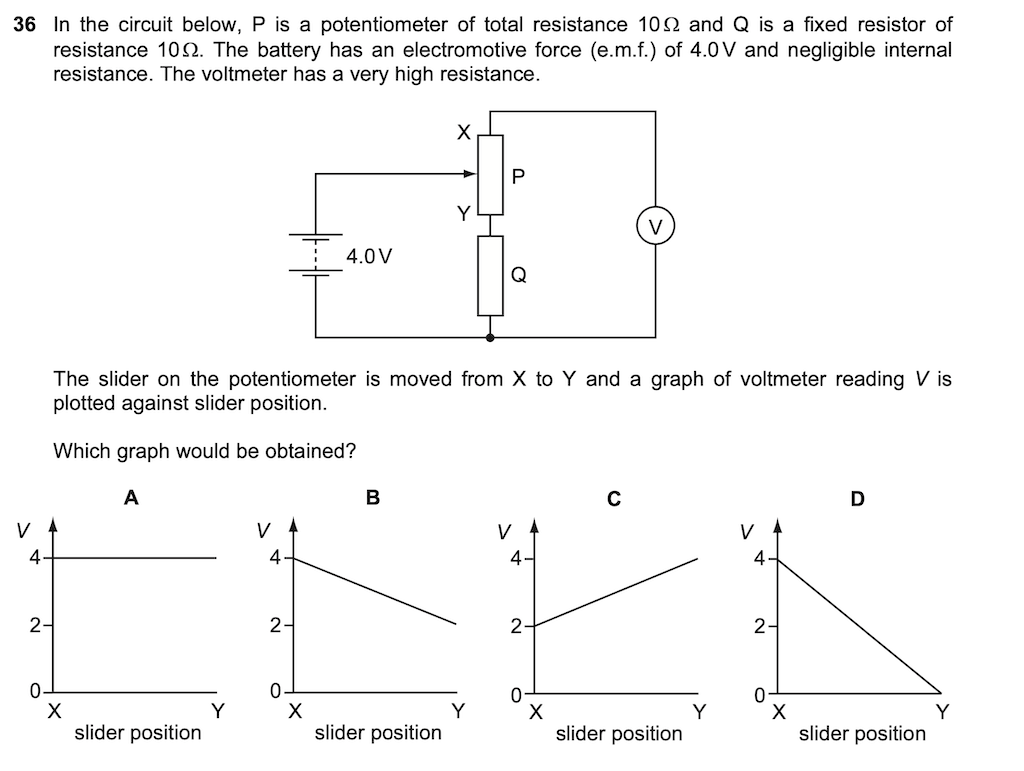 36 In the circuit below, P is a potentiometer of total resistance 10 Ω and Q is a fixed resistor of
resistance 10 Ω. The battery has an electromotive force (e.m.f.) of 4.0 V and negligible internal
resistance. The voltmeter has a very high resistance.
X
P
Y
V
4.0 V
Q
The slider on the potentiometer is moved from X to Y and a graph of voltmeter reading V is
plotted against slider position.
Which graph would be obtained?
A
V
4
2
0
X Y
slider position
B
V
4
2
0
X Y
slider position
C
V
4
2
0
X Y
slider position
D
V
4
2
0
X Y
slider position